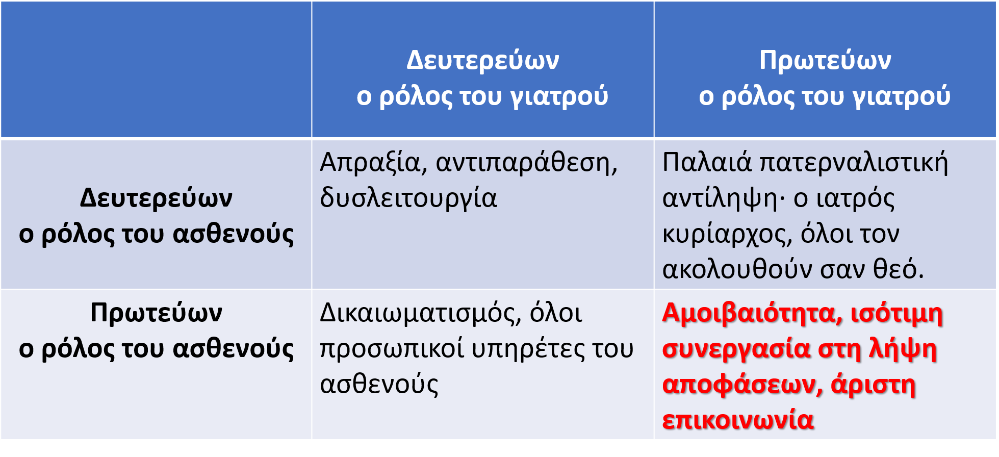 Δευτερεύων
ο ρόλος του γιατρού
Πρωτεύων
ο ρόλος του γιατρού
Δευτερεύων
ο ρόλος του ασθενούς
Απραξία, αντιπαράθεση,
δυσλειτουργία
Παλαιά πατερναλιστική
αντίληψη· ο ιατρός
κυρίαρχος, όλοι τον
ακολουθούν σαν θεό.
Πρωτεύων
ο ρόλος του ασθενούς
Δικαιωματισμός, όλοι
προσωπικοί υπηρέτες του
ασθενούς
Αμοιβαιότητα, ισότιμη
συνεργασία στη λήψη
αποφάσεων, άριστη
επικοινωνία